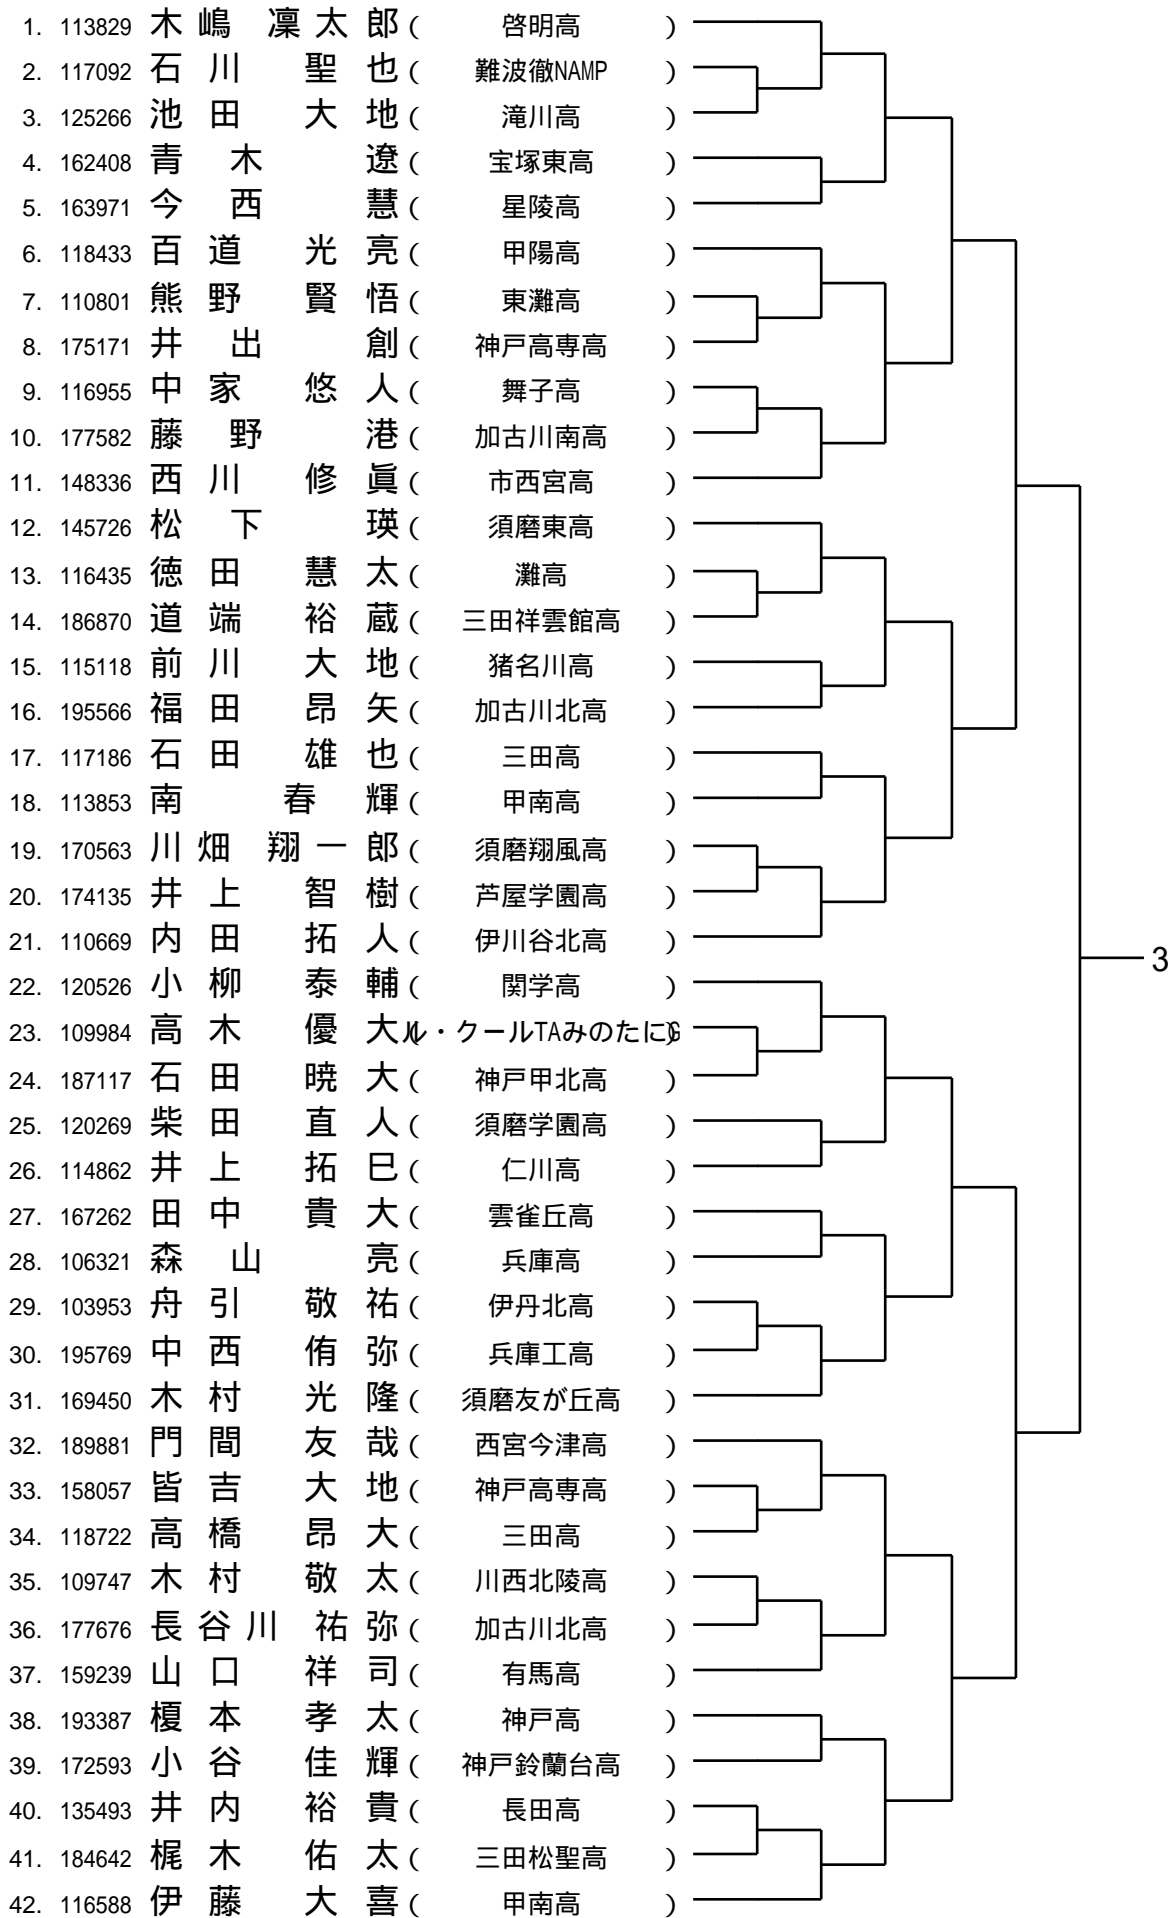 1. 113829 木嶋 凜太郎 ( 啓明高 )
2. 117092 石川 聖也 ( 難波徹NAMP )
3. 125266 池田 大地 ( 滝川高 )
4. 162408 青木 遼 ( 宝塚東高 )
5. 163971 今西 慧 ( 星陵高 )
6. 118433 百道 光亮 ( 甲陽高 )
7. 110801 熊野 賢悟 ( 東灘高 )
8. 175171 井出 創 ( 神戸高専高 )
9. 116955 中家 悠人 ( 舞子高 )
10. 177582 藤野 港 ( 加古川南高 )
11. 148336 西川 修眞 ( 市西宮高 )
12. 145726 松下 瑛 ( 須磨東高 )
13. 116435 徳田 慧太 ( 灘高 )
14. 186870 道端 裕蔵 ( 三田祥雲館高 )
15. 115118 前川 大地 ( 猪名川高 )
16. 195566 福田 昂矢 ( 加古川北高 )
17. 117186 石田 雄也 ( 三田高 )
18. 113853 南 春輝 ( 甲南高 )
19. 170563 川畑 翔一郎 ( 須磨翔風高 )
20. 174135 井上 智樹 ( 芦屋学園高 )
21. 110669 内田 拓人 ( 伊川谷北高 )
3
22. 120526 小柳 泰輔 ( 関学高 )
23. 109984 高木 優大 ( ル・クールTAみのたに )
24. 187117 石田 暁大 ( 神戸甲北高 )
25. 120269 柴田 直人 ( 須磨学園高 )
26. 114862 井上 拓巳 ( 仁川高 )
27. 167262 田中 貴大 ( 雲雀丘高 )
28. 106321 森山 亮 ( 兵庫高 )
29. 103953 舟引 敬祐 ( 伊丹北高 )
30. 195769 中西 侑弥 ( 兵庫工高 )
31. 169450 木村 光隆 ( 須磨友が丘高 )
32. 189881 門間 友哉 ( 西宮今津高 )
33. 158057 皆吉 大地 ( 神戸高専高 )
34. 118722 高橋 昂大 ( 三田高 )
35. 109747 木村 敬太 ( 川西北陵高 )
36. 177676 長谷川 祐弥 ( 加古川北高 )
37. 159239 山口 祥司 ( 有馬高 )
38. 193387 榎本 孝太 ( 神戸高 )
39. 172593 小谷 佳輝 ( 神戸鈴蘭台高 )
40. 135493 井内 裕貴 ( 長田高 )
41. 184642 梶木 佑太 ( 三田松聖高 )
42. 116588 伊藤 大喜 ( 甲南高 )